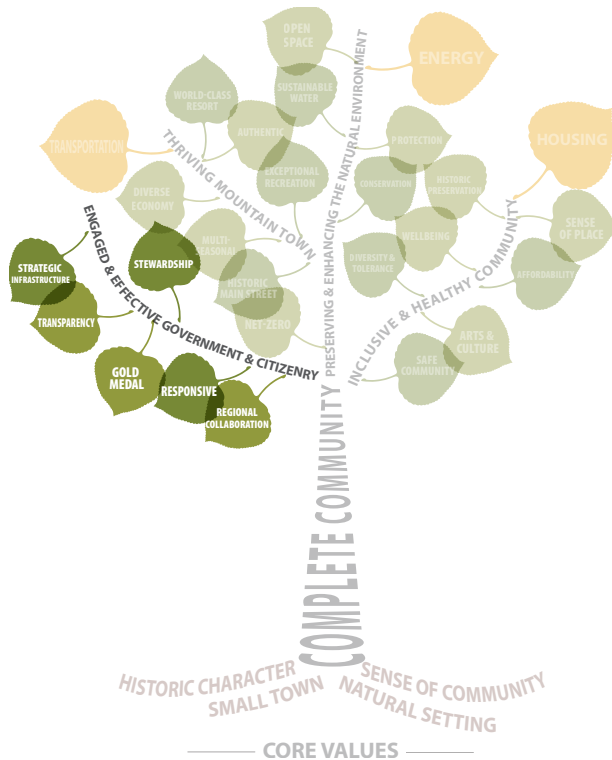 OPEN
SPACE
ENERGY
WORLD-CLASS
RESORT
SUSTAINABLE
WATER
AUTHENTIC
TRANSPORTATION
THRIVING MOUNTAIN TOWN
EXCEPTIONAL
RECREATION
PRESERVING & ENHANCING THE NATURAL ENVIRONMENT
PROTECTION
HOUSING
CONSERVATION
HISTORIC
PRESERVATION
DIVERSE
ECONOMY
MULTI-
SEASONAL
WELLBEING
SENSE
OF PLACE
DIVERSITY &
TOLERANCE
AFFORDABILITY
INCLUSIVE & HEALTHY COMMUNITY
ENGAGED & EFFECTIVE GOVERNMENT & CITIZENRY
STEWARDSHIP
STRATEGIC
INFRASTRUCTURE
HISTORIC
MAIN STREET
TRANSPARENCY
NET-ZERO
ARTS &
CULTURE
SAFE
COMMUNITY
GOLD
MEDAL
RESPONSIVE
REGIONAL
COLLABORATION
COMPLETE COMMUNITY
HISTORIC CHARACTER
SENSE OF COMMUNITY
SMALL TOWN
NATURAL SETTING
CORE VALUES